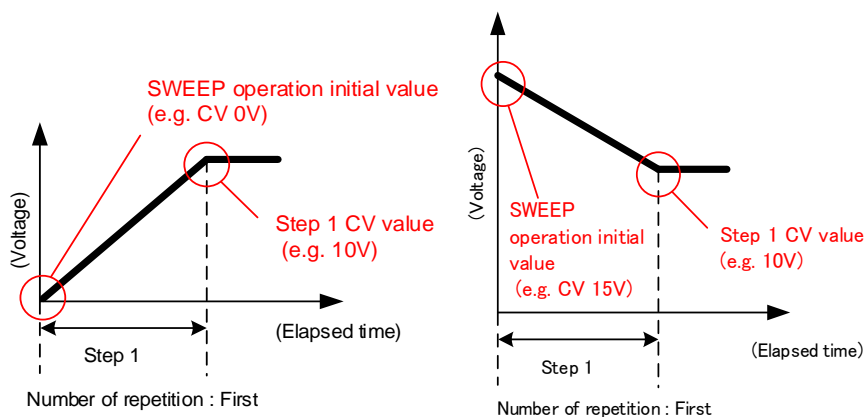 SWEEP operation initial value
(e.g. CV 0V)
(Voltage)
Step 1 CV value
(e.g. 10V)
(Elapsed time)
Step 1
Number of repetition : First
(Voltage)
SWEEP
operation initial
value
(e.g. CV 15V)
Step 1 CV value
(e.g. 10V)
(Elapsed time)
Step 1
Number of repetition : First